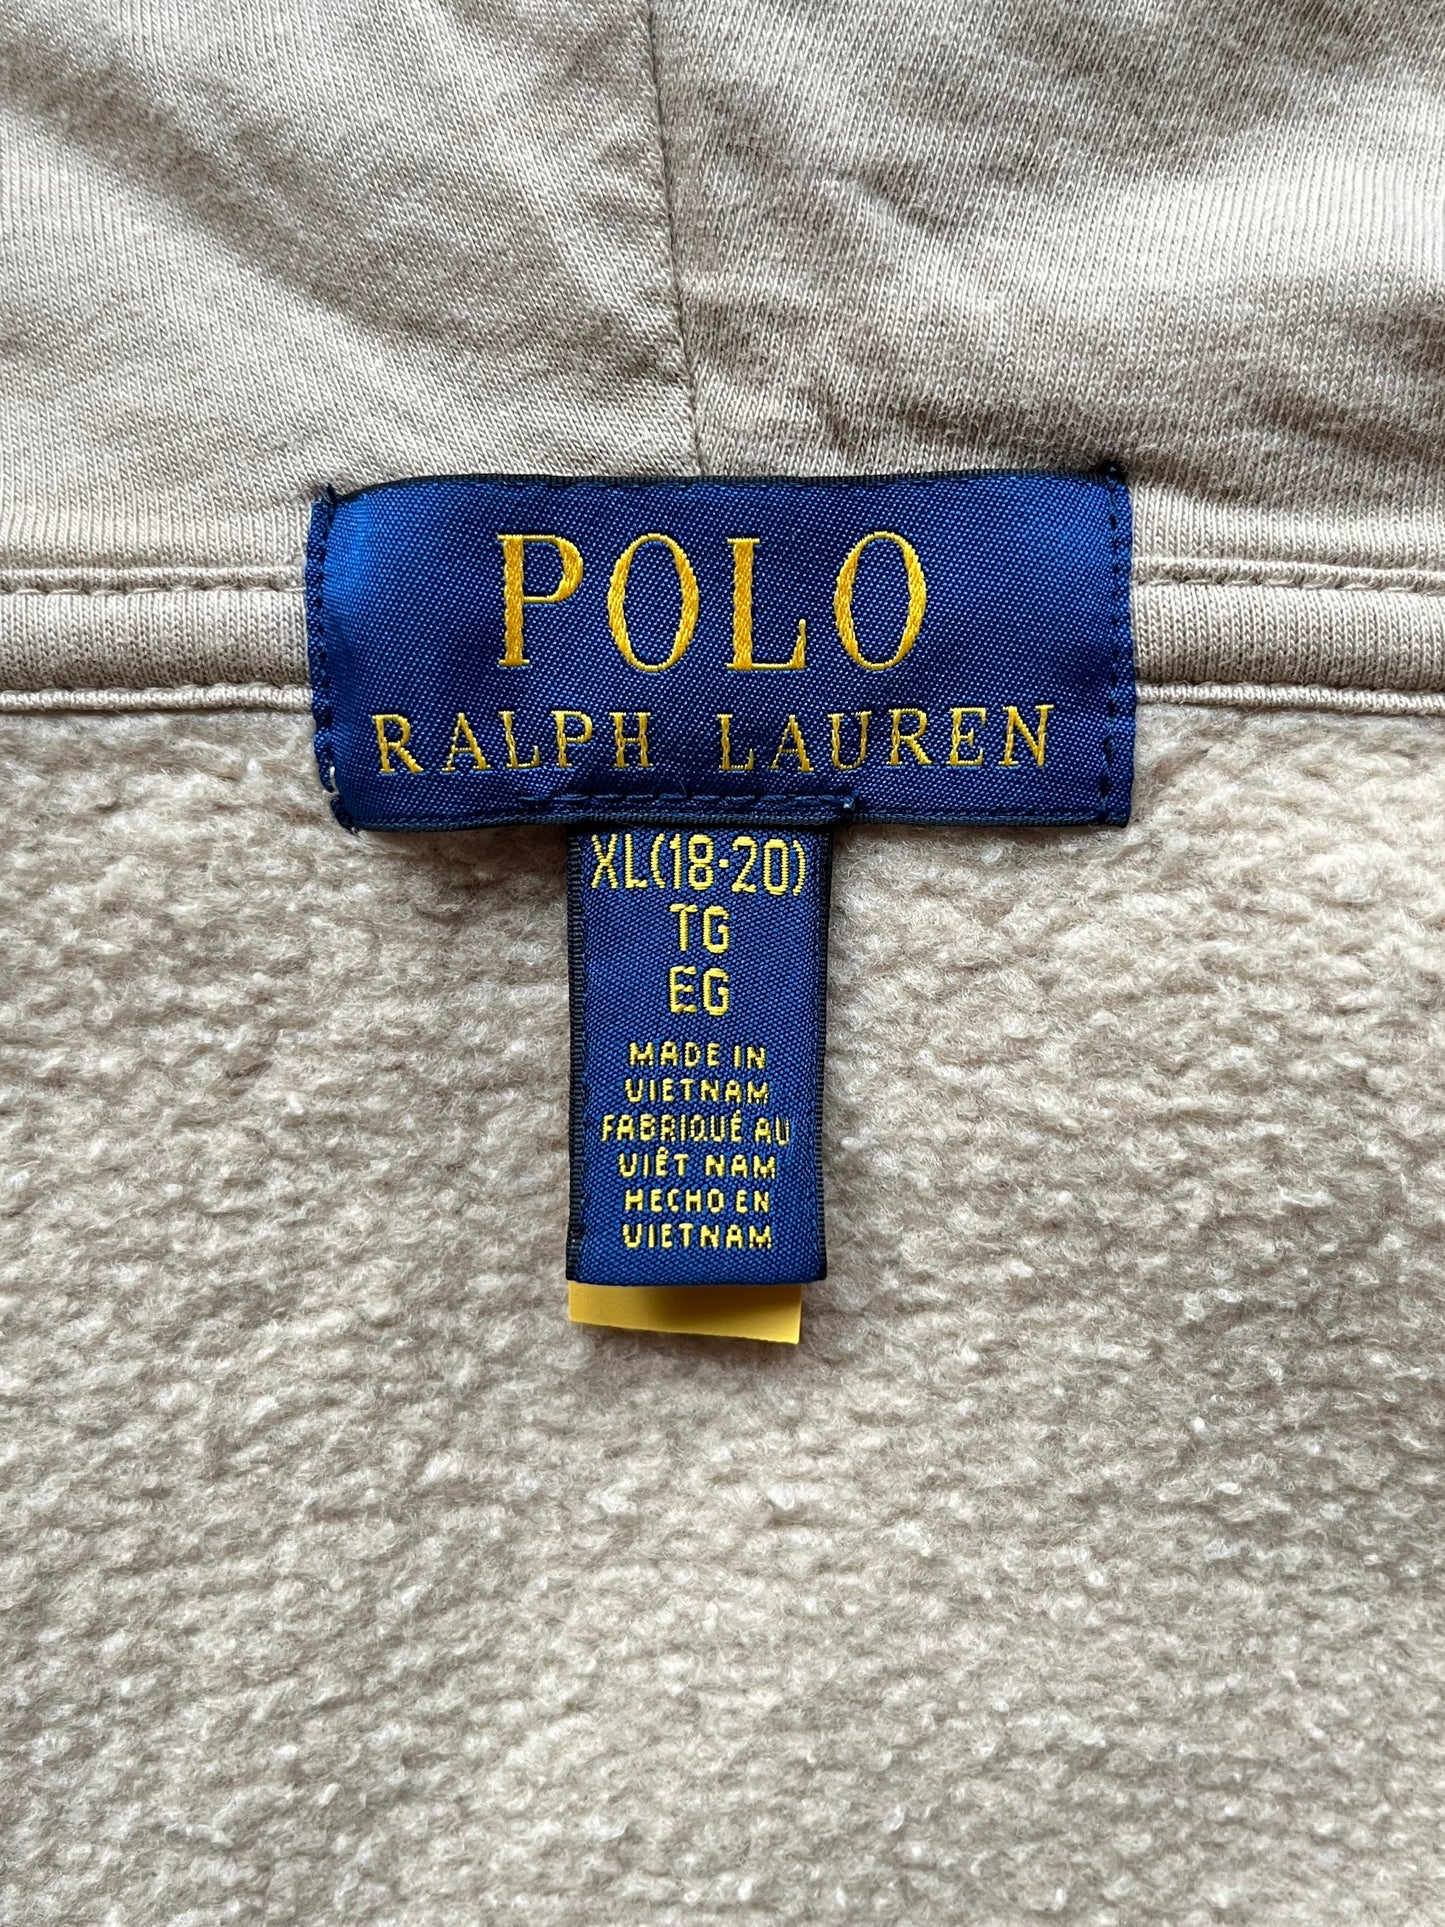 POLO
RALPH LAUREN
XL(18-20)
TG
EG
MADE IN
VIETNAM
FABRIQUÉ AU
VIÊT NAM
HECHO EN
VIETNAM